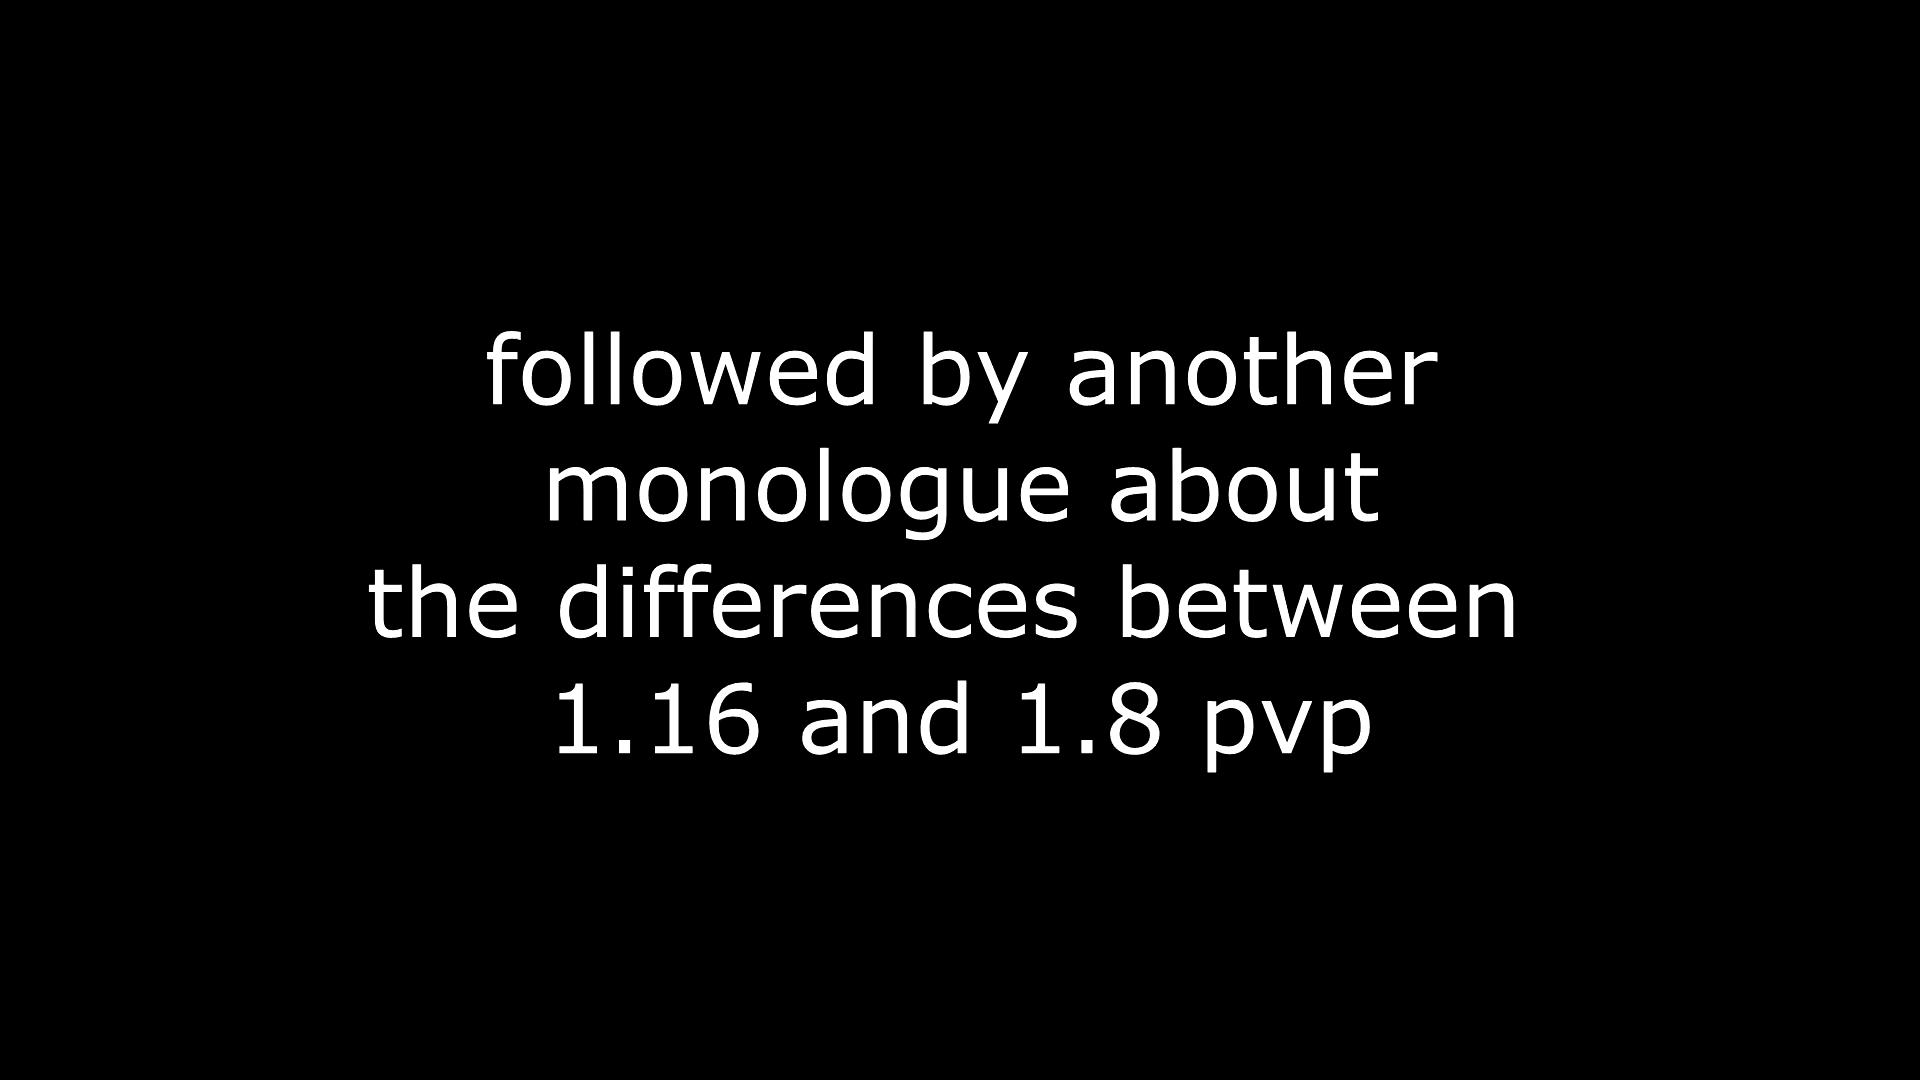 followed by another
monologue about
the differences between
1.16 and 1.8 pvp